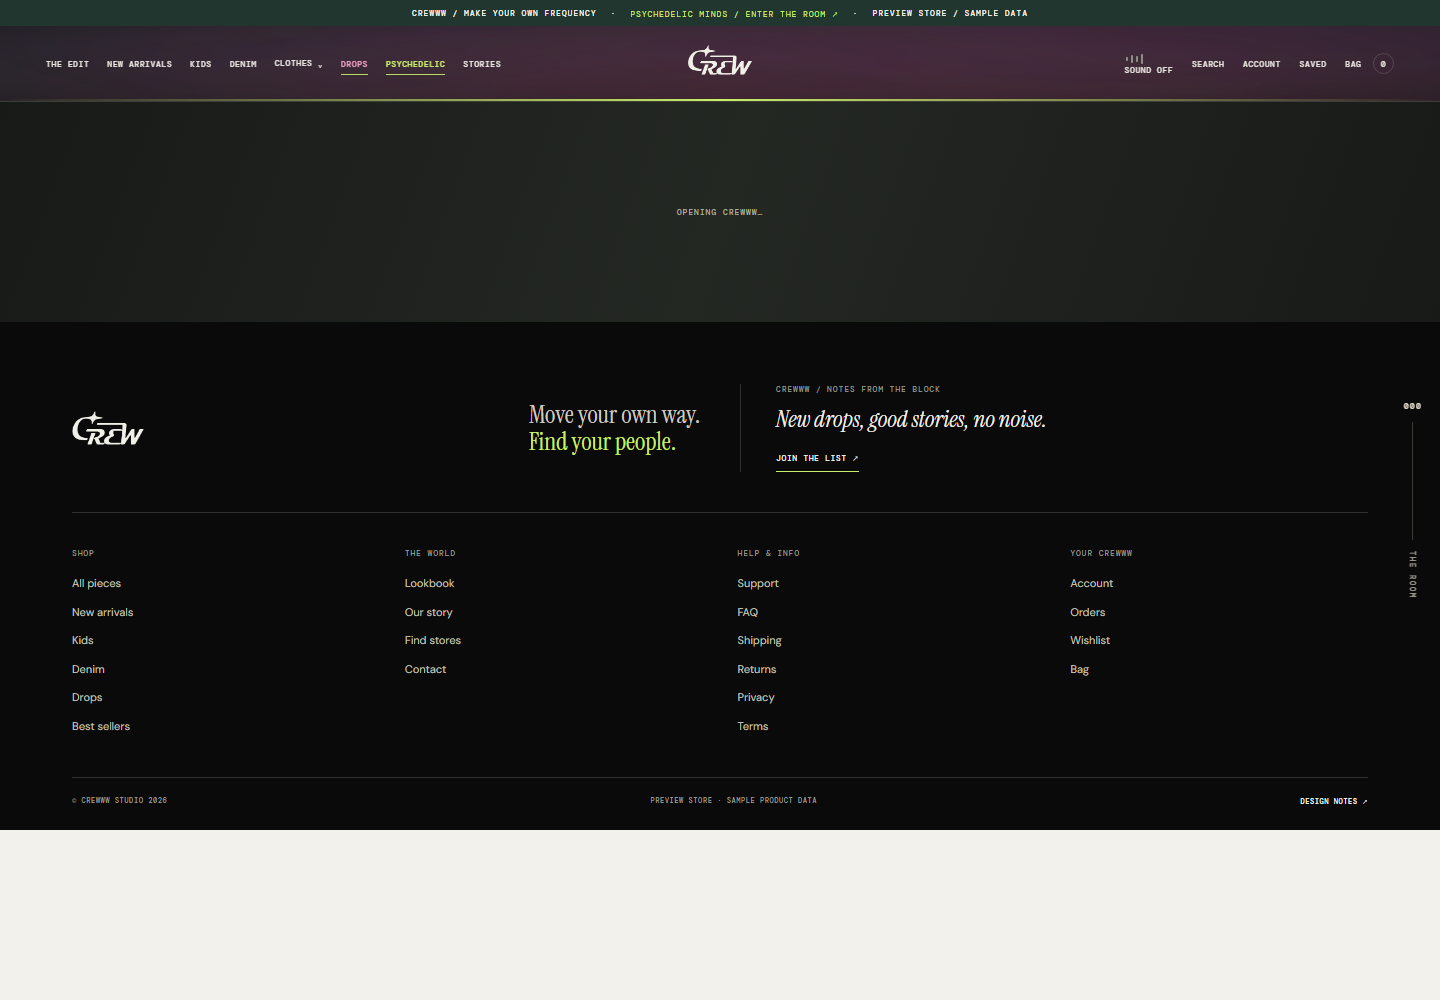 CREWWW / MAKE YOUR OWN FREQUENCY · PSYCHEDELIC MINDS / ENTER THE ROOM ↗ · PREVIEW STORE / SAMPLE DATA
THE EDIT NEW ARRIVALS KIDS DENIM CLOTHES DROPS PSYCHEDELIC STORIES
CREW
SOUND OFF SEARCH ACCOUNT SAVED BAG 0
OPENING CREWWW…
CREW
Move your own way.
Find your people.
CREWWW / NOTES FROM THE BLOCK
New drops, good stories, no noise.
JOIN THE LIST ↗
000
THE ROOM
SHOP
All pieces
New arrivals
Kids
Denim
Drops
Best sellers
THE WORLD
Lookbook
Our story
Find stores
Contact
HELP & INFO
Support
FAQ
Shipping
Returns
Privacy
Terms
YOUR CREWWW
Account
Orders
Wishlist
Bag
© CREWWW STUDIO 2026
PREVIEW STORE · SAMPLE PRODUCT DATA
DESIGN NOTES ↗